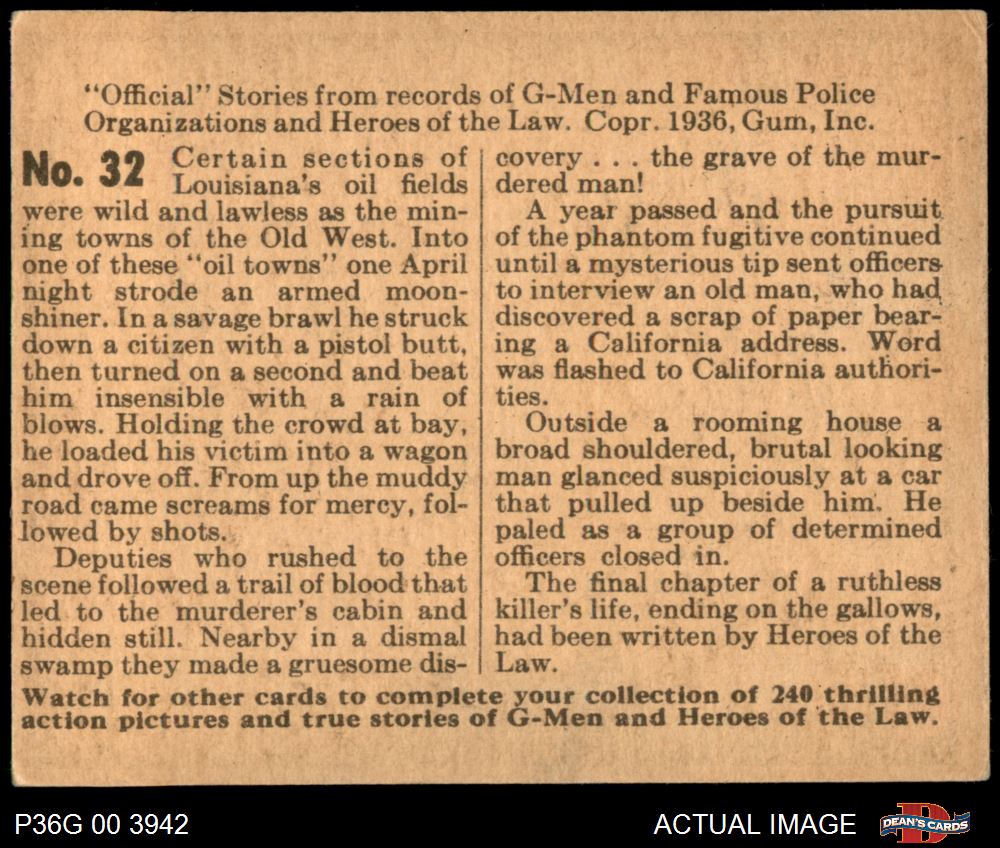 “Official” Stories from records of G-Men and Famous Police
Organizations and Heroes of the Law. Copr. 1936, Gum, Inc.
No. 32 Certain sections of
Louisiana's oil fields
were wild and lawless as the min-
ing towns of the Old West. Into
one of these “oil towns” one April
night strode an armed moon-
shiner. In a savage brawl he struck
down a citizen with a pistol butt,
then turned on a second and beat
him insensible with a rain of
blows. Holding the crowd at bay,
he loaded his victim into a wagon
and drove off. From up the muddy
road came screams for mercy, fol-
lowed by shots.
Deputies who rushed to the
scene followed a trail of blood that
led to the murderer's cabin and
hidden still. Nearby in a dismal
swamp they made a gruesome dis-
covery . . . the grave of the mur-
dered man!
A year passed and the pursuit
of the phantom fugitive continued
until a mysterious tip sent officers
to interview an old man, who had
discovered a scrap of paper bear-
ing a California address. Word
was flashed to California authori-
ties.
Outside a rooming house a
broad shouldered, brutal looking
man glanced suspiciously at a car
that pulled up beside him. He
paled as a group of determined
officers closed in.
The final chapter of a ruthless
killer's life, ending on the gallows,
had been written by Heroes of the
Law.
Watch for other cards to complete your collection of 240 thrilling
action pictures and true stories of G-Men and Heroes of the Law.
P36G 00 3942
ACTUAL IMAGE
D
DEAN'S CARDS